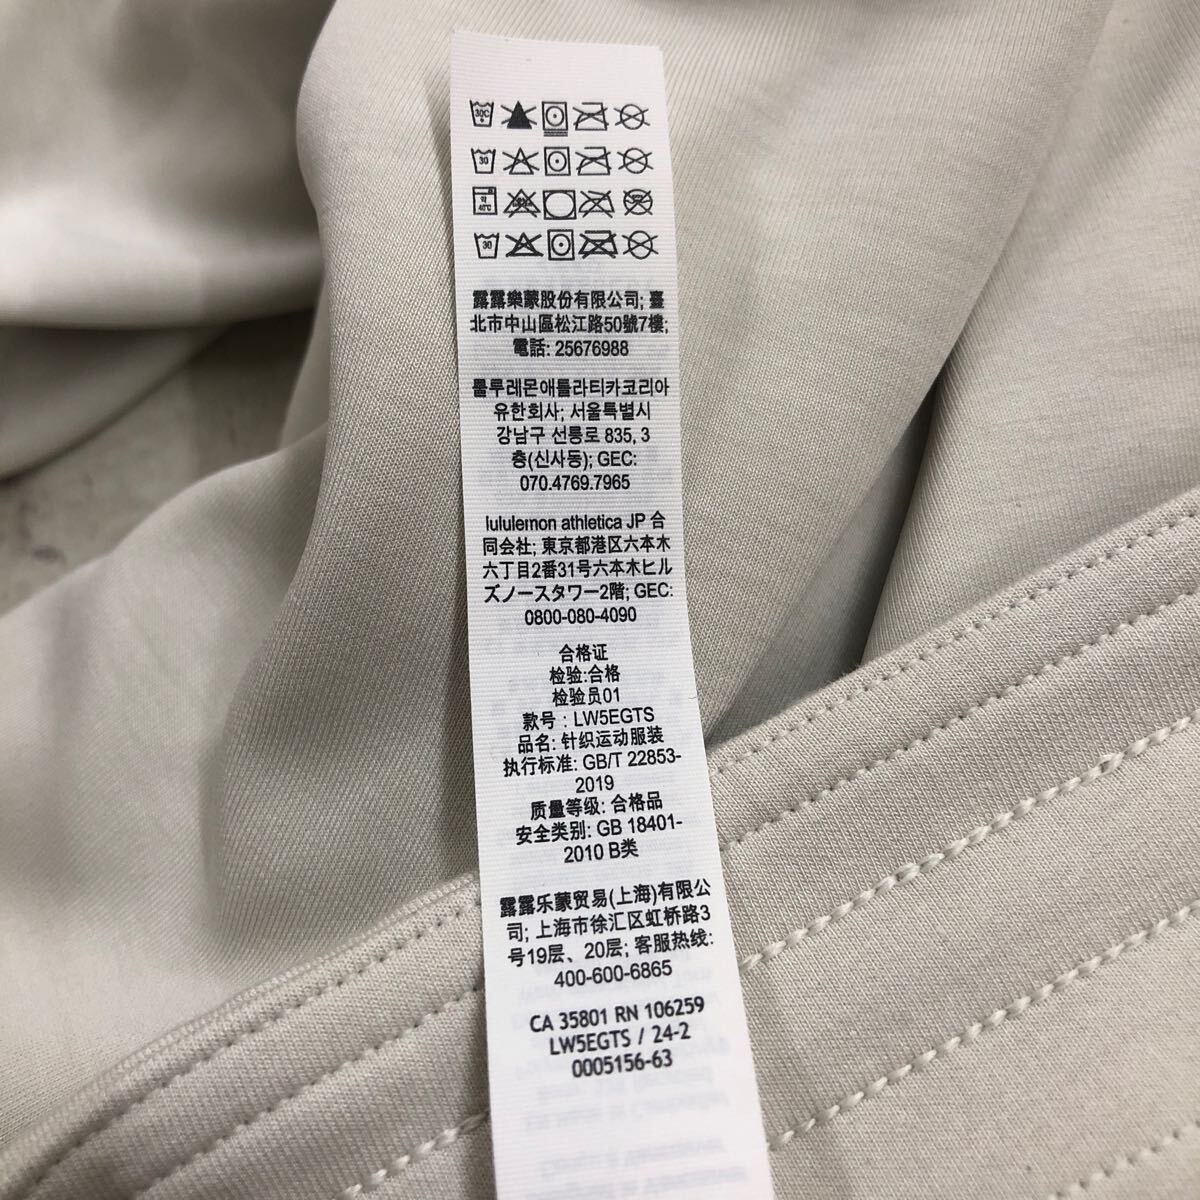 30C
30
약
40℃
30
露露樂蒙股份有限公司; 臺
北市中山區松江路50號7樓;
電話: 25676988
룰루레몬애틀라티카코리아
유한회사; 서울특별시
강남구 선릉로 835, 3
층(신사동); GEC:
070.4769.7965
lululemon athletica JP 合
同会社; 東京都港区六本木
六丁目2番31号六本木ヒル
ズノースタワー2階; GEC:
0800-080-4090
合格证
检验:合格
检验员01
款号 : LW5EGTS
品名: 针织运动服装
执行标准: GB/T 22853-
2019
质量等级: 合格品
安全类别: GB 18401-
2010 B类
露露乐蒙贸易(上海)有限公
司; 上海市徐汇区虹桥路3
号19层、20层; 客服热线:
400-600-6865
CA 35801 RN 106259
LW5EGTS / 24-2
0005156-63